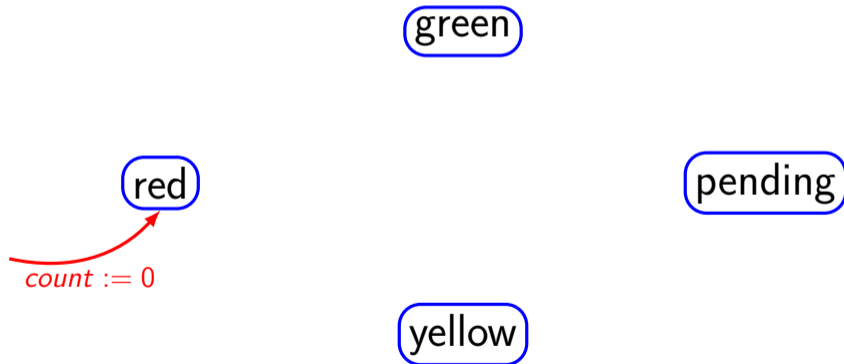 green
red
pending
count := 0
yellow